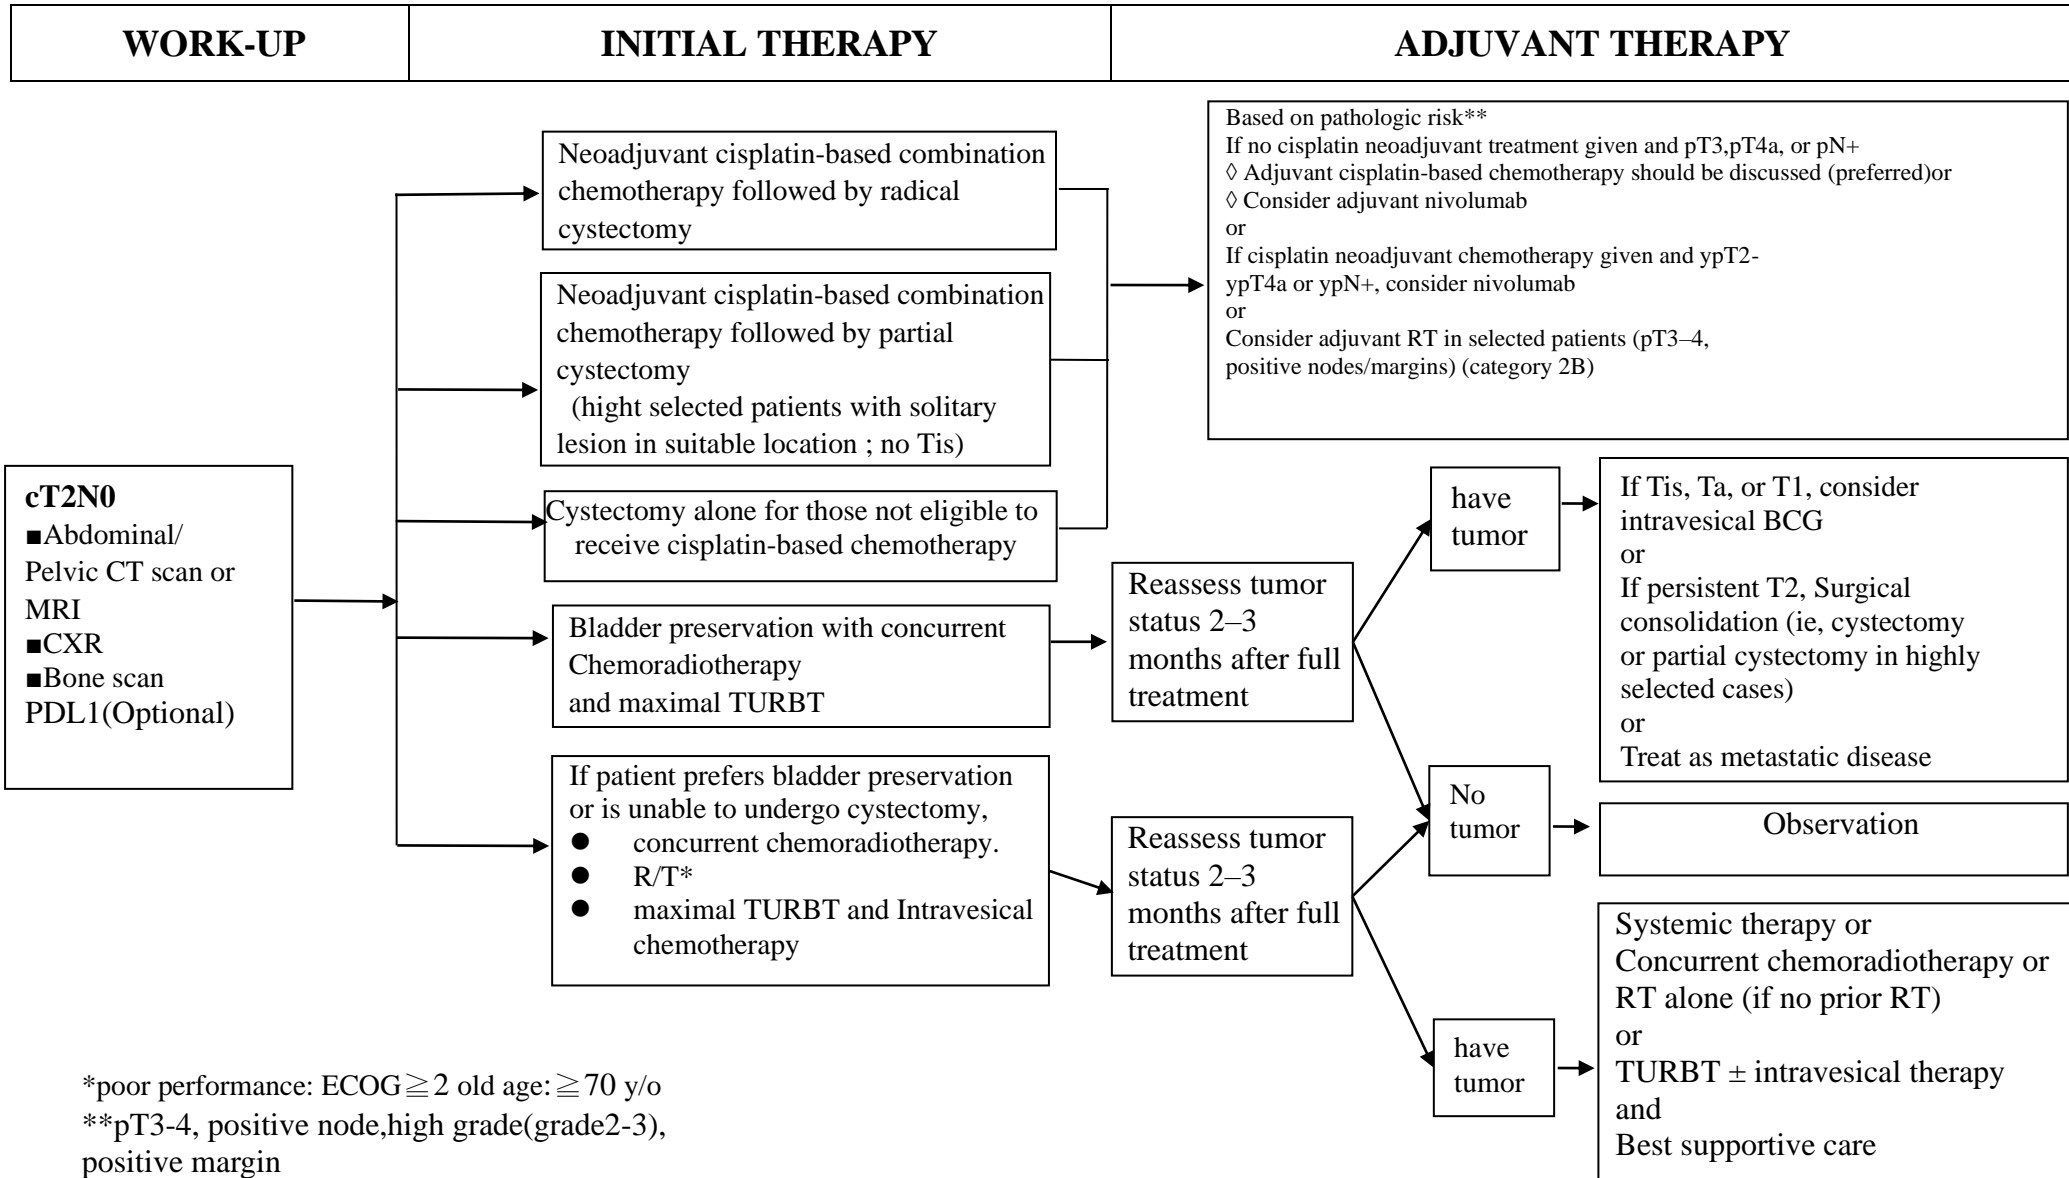 WORK-UP
INITIAL THERAPY
ADJUVANT THERAPY
cT2N0
■Abdominal/
Pelvic CT scan or
MRI
■CXR
■Bone scan
PDL1(Optional)
Neoadjuvant cisplatin-based combination
chemotherapy followed by radical
cystectomy
Neoadjuvant cisplatin-based combination
chemotherapy followed by partial
cystectomy
(hight selected patients with solitary
lesion in suitable location ; no Tis)
Cystectomy alone for those not eligible to
receive cisplatin-based chemotherapy
Bladder preservation with concurrent
Chemoradiotherapy
and maximal TURBT
If patient prefers bladder preservation
or is unable to undergo cystectomy,
● concurrent chemoradiotherapy.
● R/T*
● maximal TURBT and Intravesical
chemotherapy
Based on pathologic risk**
If no cisplatin neoadjuvant treatment given and pT3,pT4a, or pN+
◊ Adjuvant cisplatin-based chemotherapy should be discussed (preferred)or
◊ Consider adjuvant nivolumab
or
If cisplatin neoadjuvant chemotherapy given and ypT2-
ypT4a or ypN+, consider nivolumab
or
Consider adjuvant RT in selected patients (pT3–4,
positive nodes/margins) (category 2B)
Reassess tumor
status 2–3
months after full
treatment
Reassess tumor
status 2–3
months after full
treatment
have
tumor
If Tis, Ta, or T1, consider
intravesical BCG
or
If persistent T2, Surgical
consolidation (ie, cystectomy
or partial cystectomy in highly
selected cases)
or
Treat as metastatic disease
No
tumor
Observation
have
tumor
Systemic therapy or
Concurrent chemoradiotherapy or
RT alone (if no prior RT)
or
TURBT ± intravesical therapy
and
Best supportive care
*poor performance: ECOG≧2 old age:≧70 y/o
**pT3-4, positive node,high grade(grade2-3),
positive margin